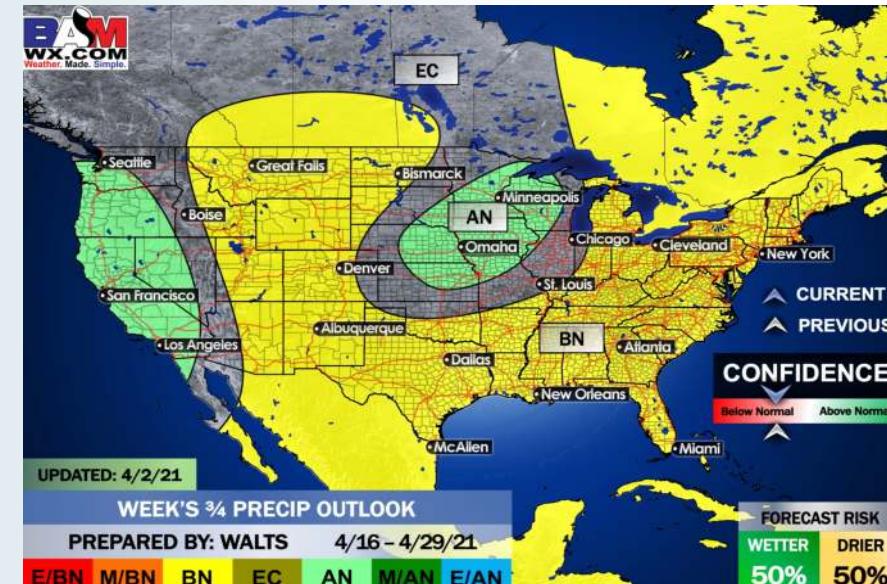 BAM
WX.COM
Weather. Made. Simple.
EC
Seattle
Great Falls
Bismarck
Boise
Minneapolis
AN
Omaha
Chicago
Cleveland
New York
Denver
San Francisco
St. Louis
CURRENT
PREVIOUS
Albuquerque
Los Angeles
BN
Atlanta
Dallas
CONFIDENCE
Below Normal Above Norma
New Orleans
McAllen
Miami
UPDATED: 4/2/21
WEEK'S ¾ PRECIP OUTLOOK
PREPARED BY: WALTS 4/16 – 4/29/21
E/BN M/BN BN EC AN M/AN E/AN
FORECAST RISK
WETTER DRIER
50% 50%